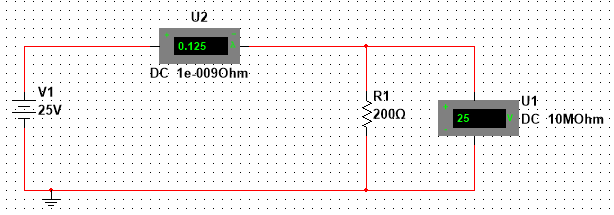 U2
+
-
0.125
A
DC 1e-009Ohm
V1
25V
R1
200Ω
U1
+
25
V
-
DC 10MOhm